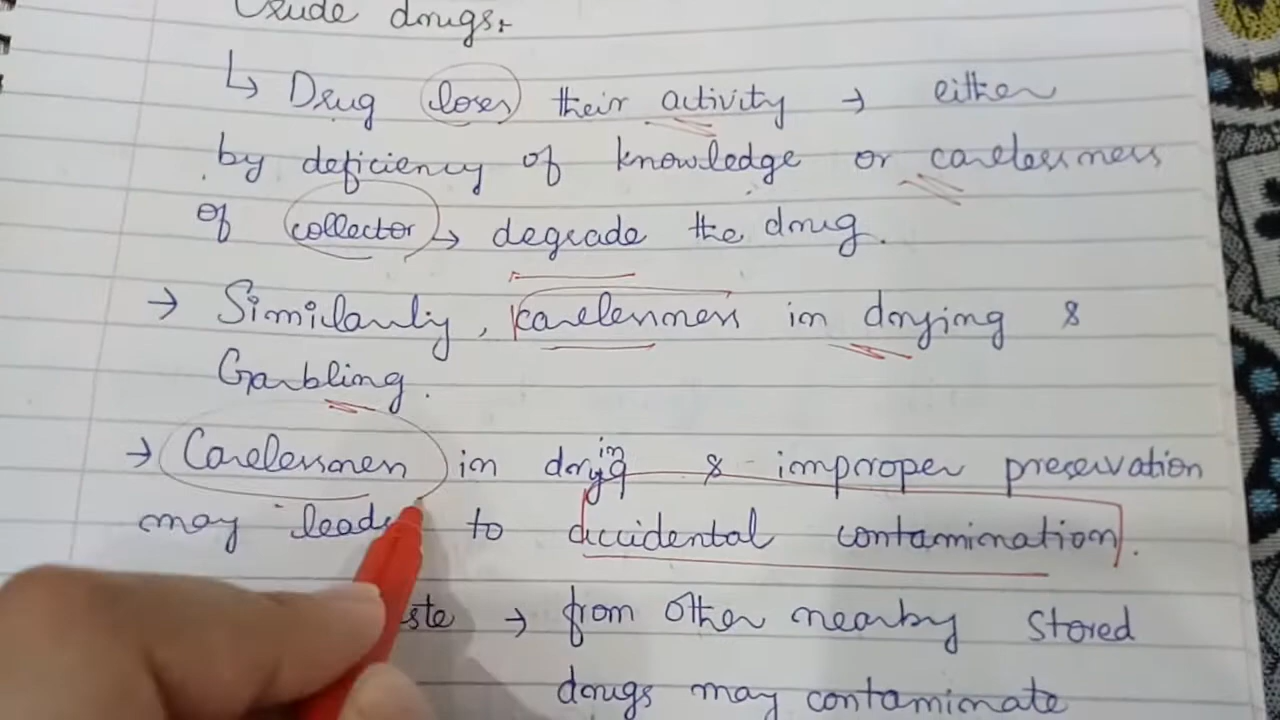 Crude drugs:
↳ Drug loses their activity → either
by deficiency of knowledge or carelessness
of collector → degrade the drug.
→ Similarly, carelessness in drying &
Garbling.
→ Carelessness in drying & improper preservation
may leads to accidental contamination.
→ from other nearby stored
drugs may contaminate